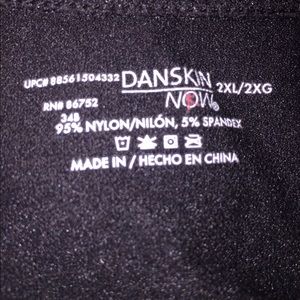 UPC# 88561504332 DANSKIN NOW® 2XL/2XG
RN# 86752
34B
95% NYLON/NILÓN, 5% SPANDEX
MADE IN / HECHO EN CHINA